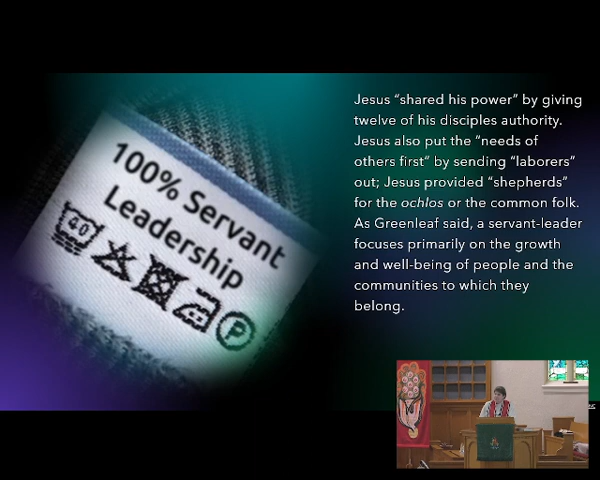 100% Servant
Leadership
40
P
Jesus “shared his power” by giving
twelve of his disciples authority.
Jesus also put the “needs of
others first” by sending “laborers”
out; Jesus provided “shepherds”
for the ochlos or the common folk.
As Greenleaf said, a servant-leader
focuses primarily on the growth
and well-being of people and the
communities to which they
belong.